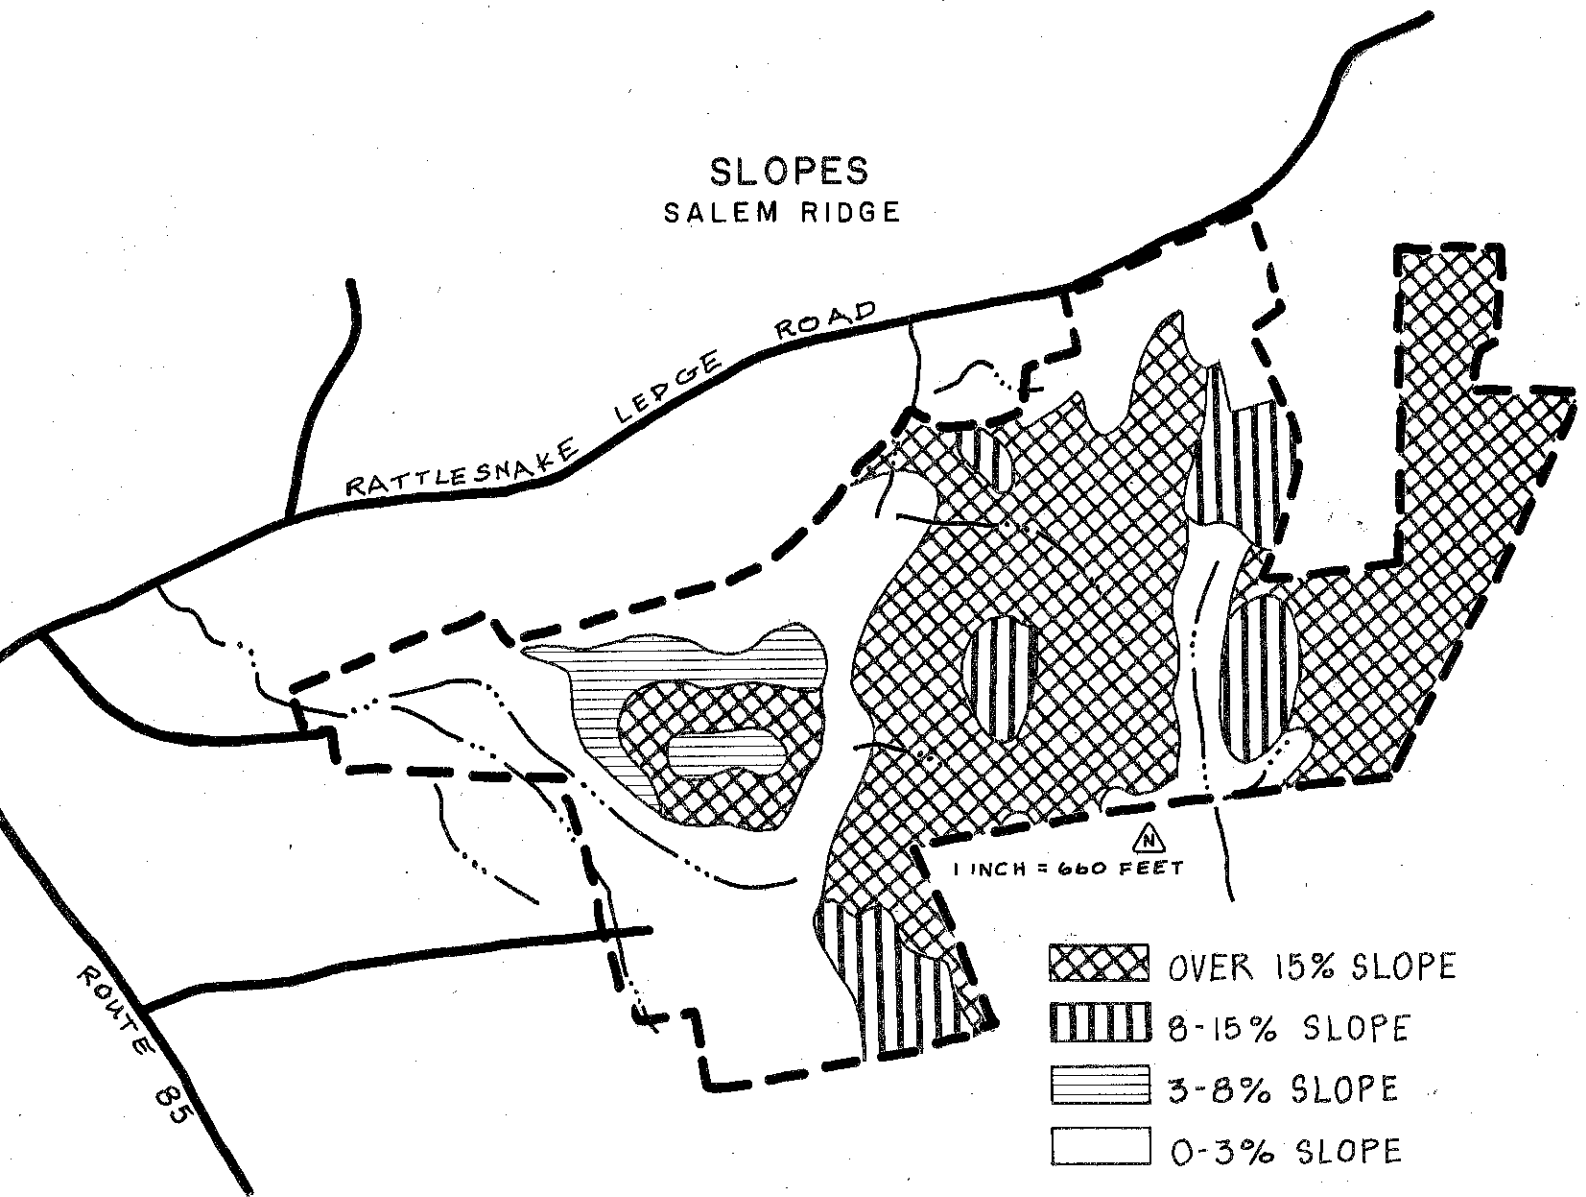 SLOPES
SALEM RIDGE
RATTLESNAKE LEDGE ROAD
N
1 INCH = 660 FEET
ROUTE 85
OVER 15% SLOPE
8-15% SLOPE
3-8% SLOPE
0-3% SLOPE